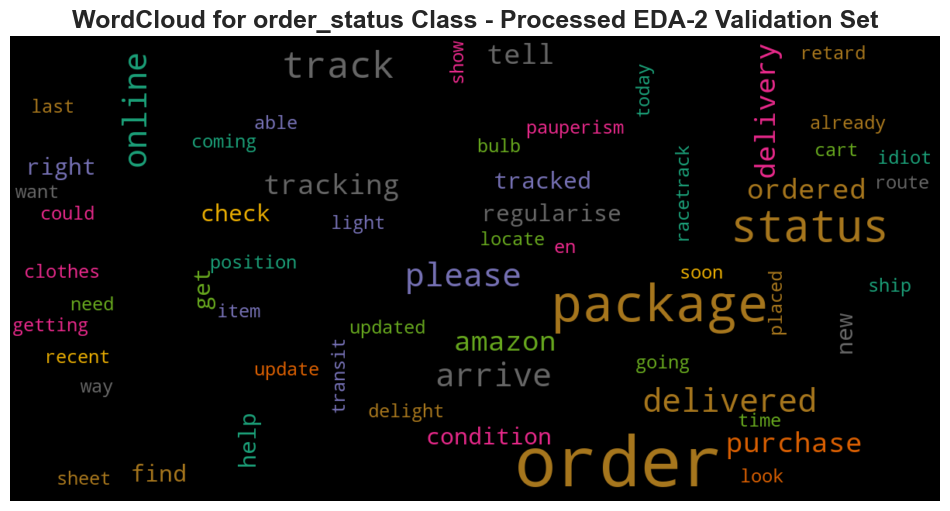 WordCloud for order_status Class - Processed EDA-2 Validation Set
track
show
tell
retard
online
delivery
today
last
able
coming
pauperism
already
bulb
cart
idiot
right
tracking
tracked
racetrack
route
want
ordered
could
check
light
regularise
status
locate
en
clothes
position
get
please
soon
ship
need
item
package
placed
getting
updated
new
recent
amazon
update
transit
arrive
going
way
delight
delivered
time
help
condition
order
purchase
sheet
find
look